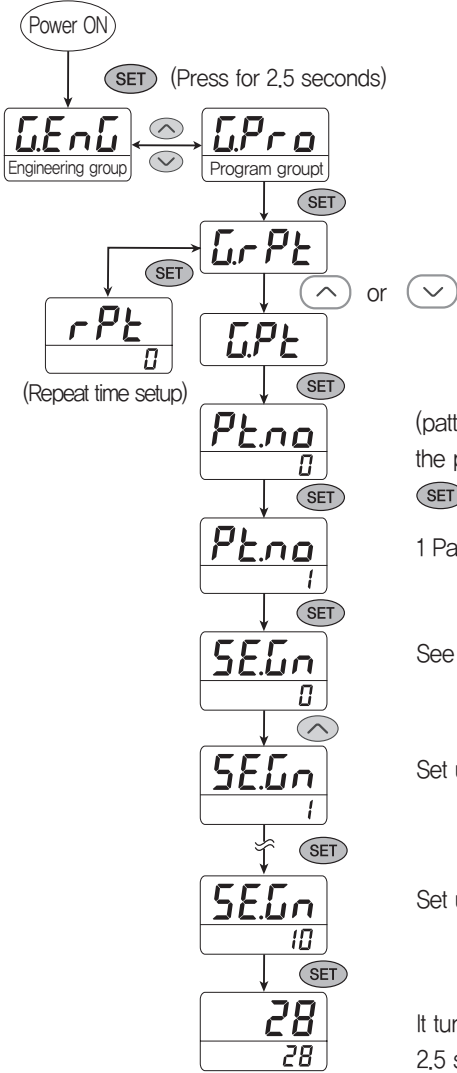 Power ON
SET (Press for 2.5 seconds)
G.EnG
Engineering group
G.Pro
Program groupt
SET
G.rPt
SET
or
rPt
0
(Repeat time setup)
G.Pt
SET
Pt.no
0
(patt
the p
SET
SET
Pt.no
1
1 Pa
SET
SE.Gn
0
See
SE.Gn
1
Set u
SET
SE.Gn
10
Set u
SET
28
28
It tur
2.5 s